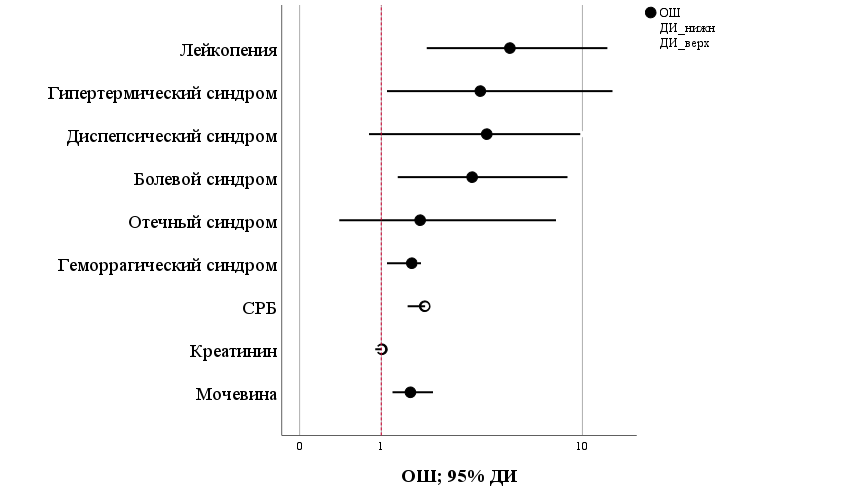 ОШ
ДИ_нижн
ДИ_верх
Лейкопения
Гипертермический синдром
Диспепсический синдром
Болевой синдром
Отечный синдром
Геморрагический синдром
СРБ
Креатинин
Мочевина
0 1 10
ОШ; 95% ДИ